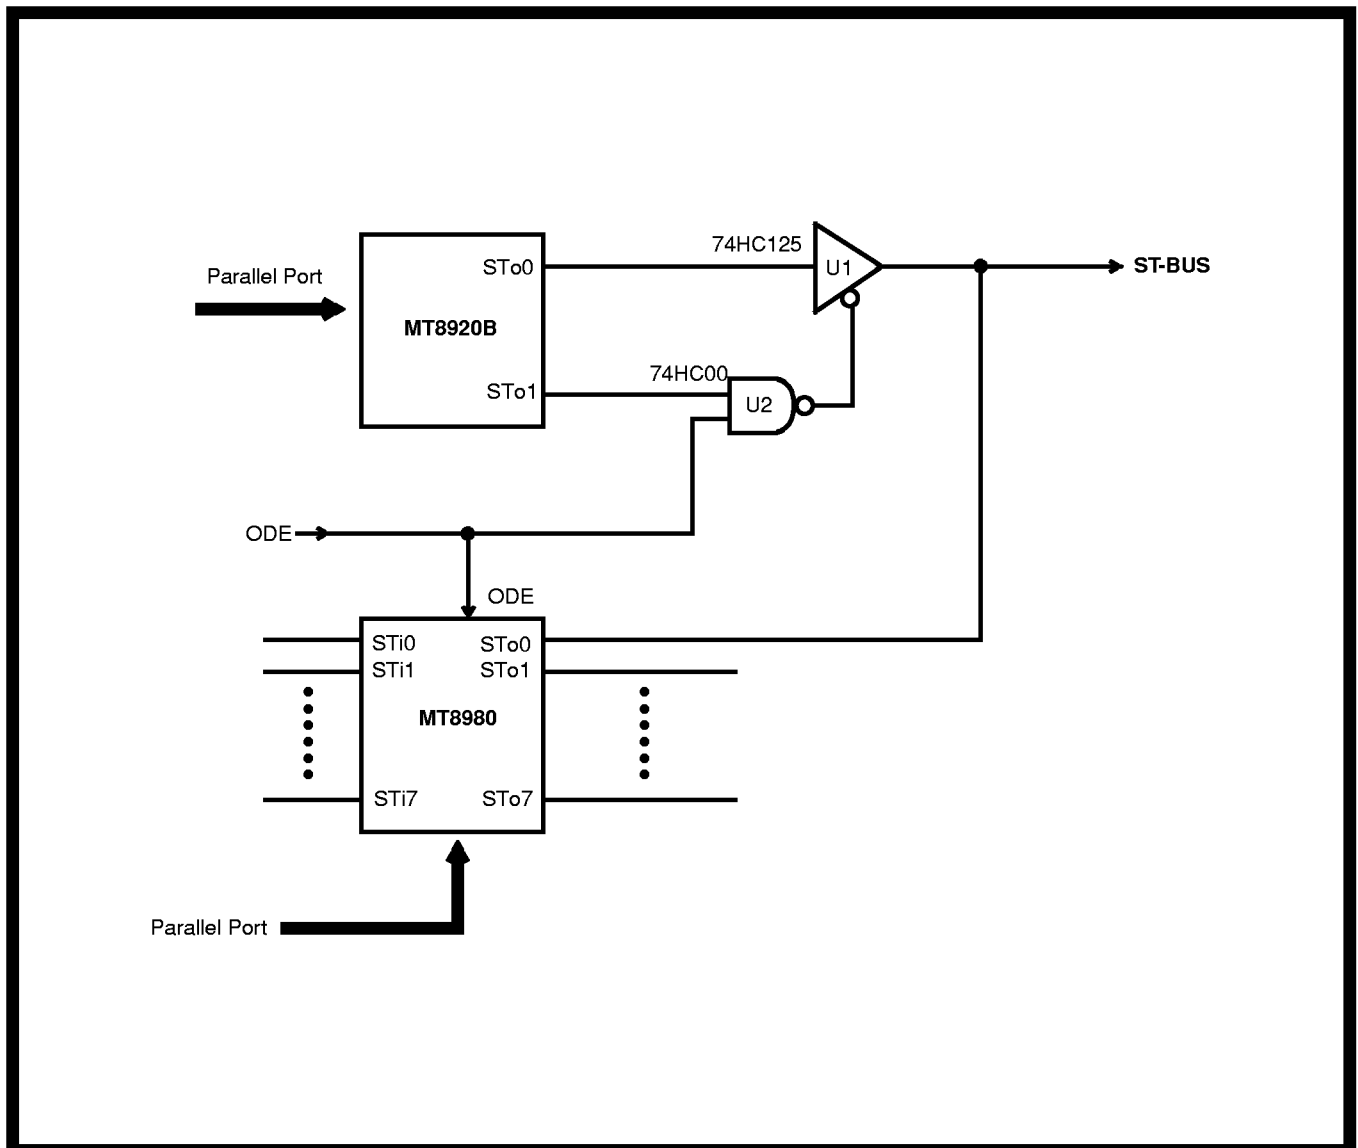 74HC125
STo0
U1
ST-BUS
Parallel Port
MT8920B
74HC00
STo1
U2
ODE
ODE
STi0
STo0
STi1
STo1
MT8980
STi7
STo7
Parallel Port